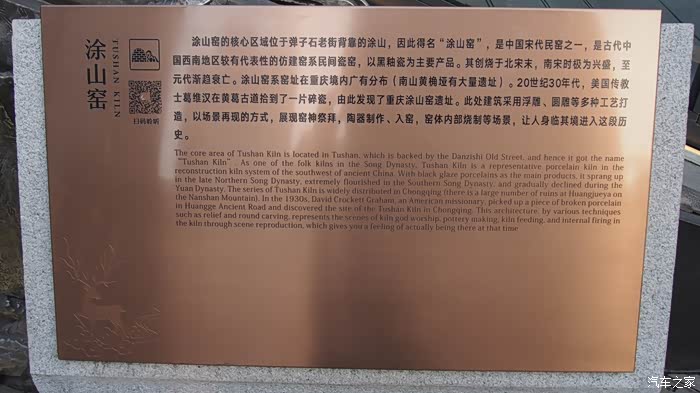 涂山窑
TUSHAN KILN
扫码聆听
涂山窑的核心区域位于弹子石老街背靠的涂山，因此得名“涂山窑”，是中国宋代民窑之一，是古代中
国西南地区较有代表性的仿建窑系民间瓷窑，以黑釉瓷为主要产品。其创烧于北宋末，南宋时极为兴盛，至
元代渐趋衰亡。涂山窑系窑址在重庆境内广有分布（南山黄桷垭有大量遗址）。20世纪30年代，美国传教
士葛维汉在黄葛古道拾到了一片碎瓷，由此发现了重庆涂山窑遗址。此处建筑采用浮雕、圆雕等多种工艺打
造，以场景再现的方式，展现窑神祭拜，陶器制作、入窑，窑体内部烧制等场景，让人身临其境进入这段历
史。
The core area of Tushan Kiln is located in Tushan, which is backed by the Danzishi Old Street, and hence it got the name
"Tushan Kiln". As one of the folk kilns in the Song Dynasty, Tushan Kiln is a representative porcelain kiln in the
reconstruction kiln system of the southwest of ancient China. With black glaze porcelains as the main products, it sprang up
in the late Northern Song Dynasty, extremely flourished in the Southern Song Dynasty, and gradually declined during the
Yuan Dynasty. The series of Tushan Kiln is widely distributed in Chongqing (there is a large number of ruins at Huangjueya on
the Nanshan Mountain). In the 1930s, David Crockett Graham, an American missionary, picked up a piece of broken porcelain
in Huangge Ancient Road and discovered the site of the Tushan Kiln in Chongqing. This architecture, by various techniques
such as relief and round carving, represents the scenes of kiln god worship, pottery making, kiln feeding, and internal firing in
the kiln through scene reproduction, which gives you a feeling of actually being there at that time
汽车之家